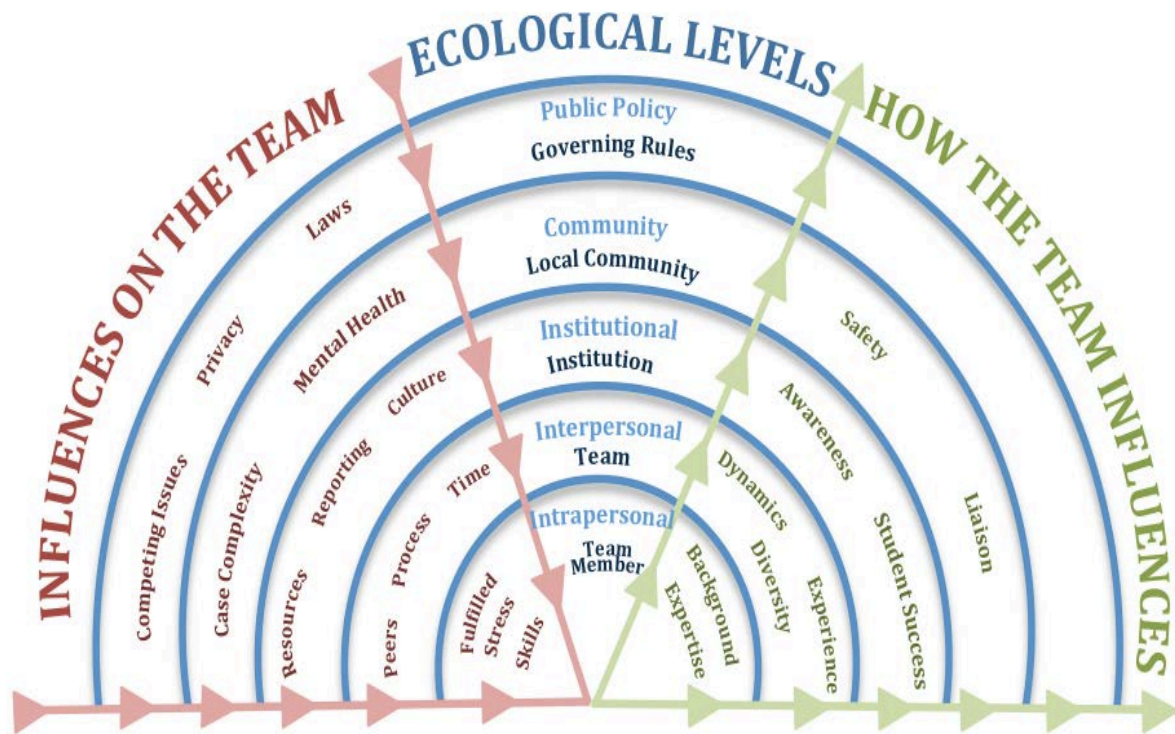 ECOLOGICAL LEVELS
INFLUENCES ON THE TEAM
HOW THE TEAM INFLUENCES
Public Policy
Governing Rules
Community
Local Community
Institutional
Institution
Interpersonal
Team
Intrapersonal
Team
Member
Laws
Privacy
Competing Issues
Mental Health
Case Complexity
Culture
Reporting
Resources
Time
Process
Peers
Fulfilled
Stress
Skills
Background
Expertise
Dynamics
Diversity
Experience
Awareness
Student Success
Safety
Liaison